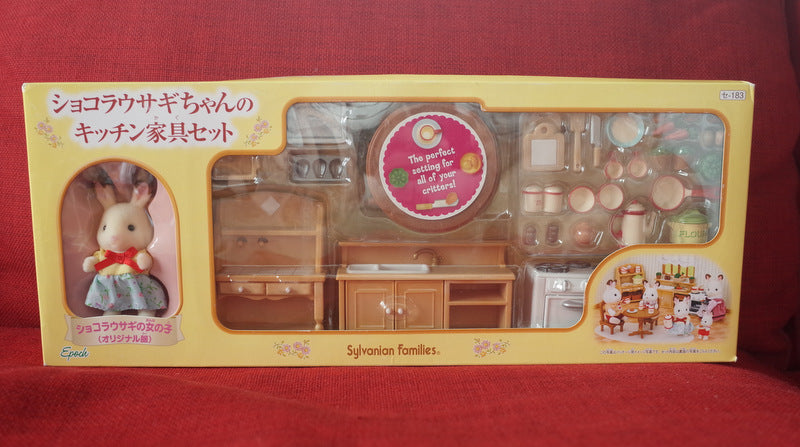 ショコラウサギちゃんの
キッチン家具セット
セ-183
The perfect
setting for
all of your
critters!
FLOUR
ショコラウサギの女の子
(オリジナル服)
Epoch
Sylvanian Families